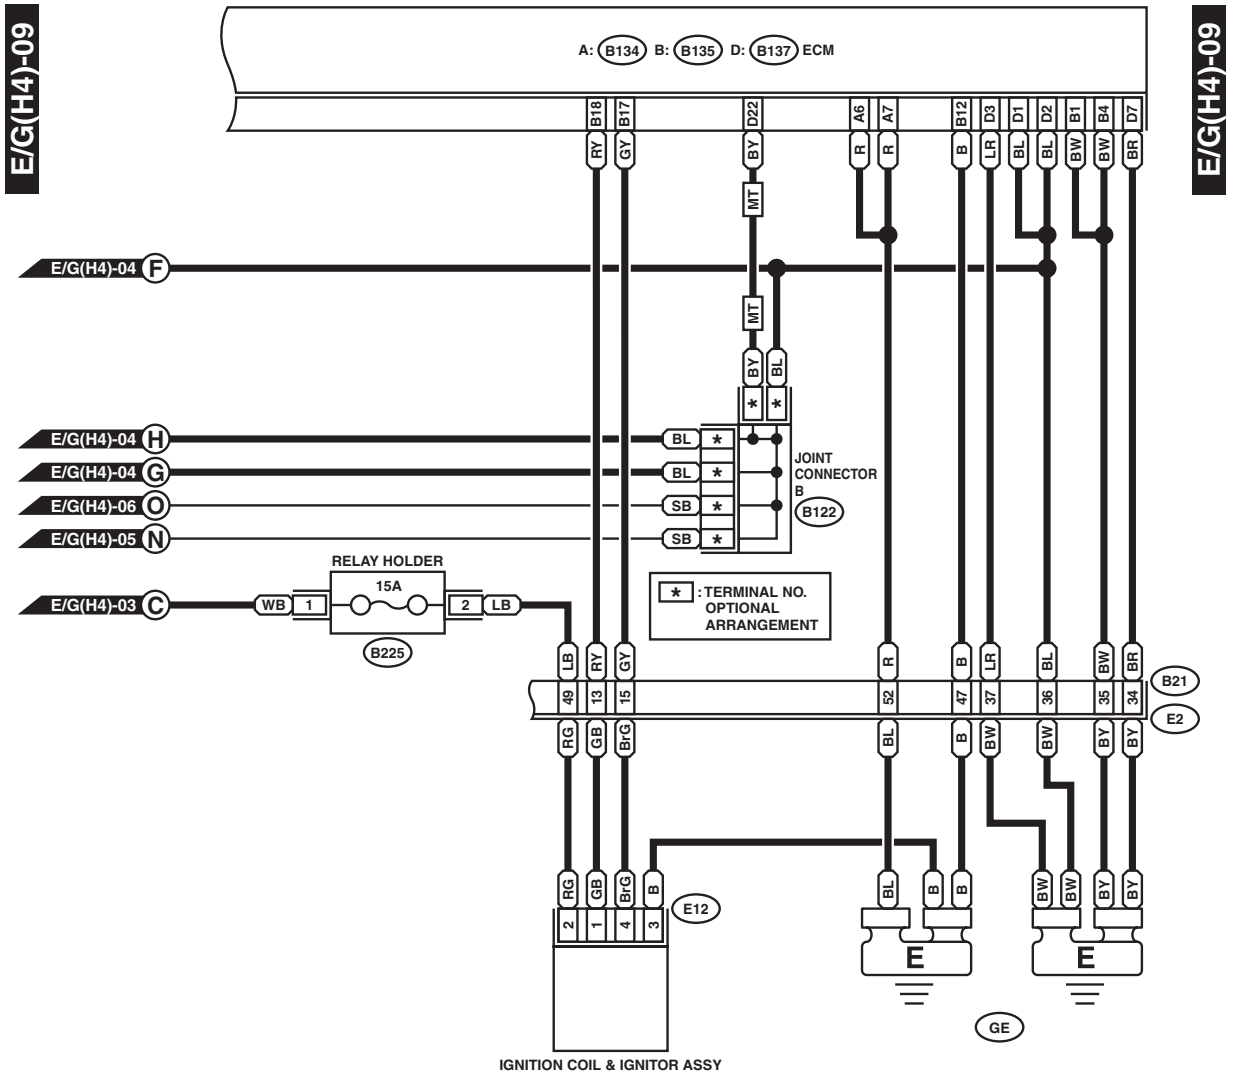 E/G(H4)-09
E/G(H4)-09
A: B134 B: B135 D: B137 ECM
B18 B17 D22 A6 A7 B12 D3 D1 D2 B1 B4 D7
RY GY BY R R B LR BL BL BW BW BR
MT
E/G(H4)-04 F
MT
BY BL
* *
E/G(H4)-04 H BL *
E/G(H4)-04 G BL *
E/G(H4)-06 O SB *
E/G(H4)-05 N SB *
JOINT
CONNECTOR
B
B122
RELAY HOLDER
15A
E/G(H4)-03 C WB 1 2 LB
B225
* : TERMINAL NO.
OPTIONAL
ARRANGEMENT
LB RY GY R B LR BL BW BR
49 13 15 52 47 37 36 35 34
B21
E2
RG GB BrG BL B BW BW BY BY
RG GB BrG B BL B B BW BW BY BY
2 1 4 3
E12
E E
GE
IGNITION COIL & IGNITOR ASSY